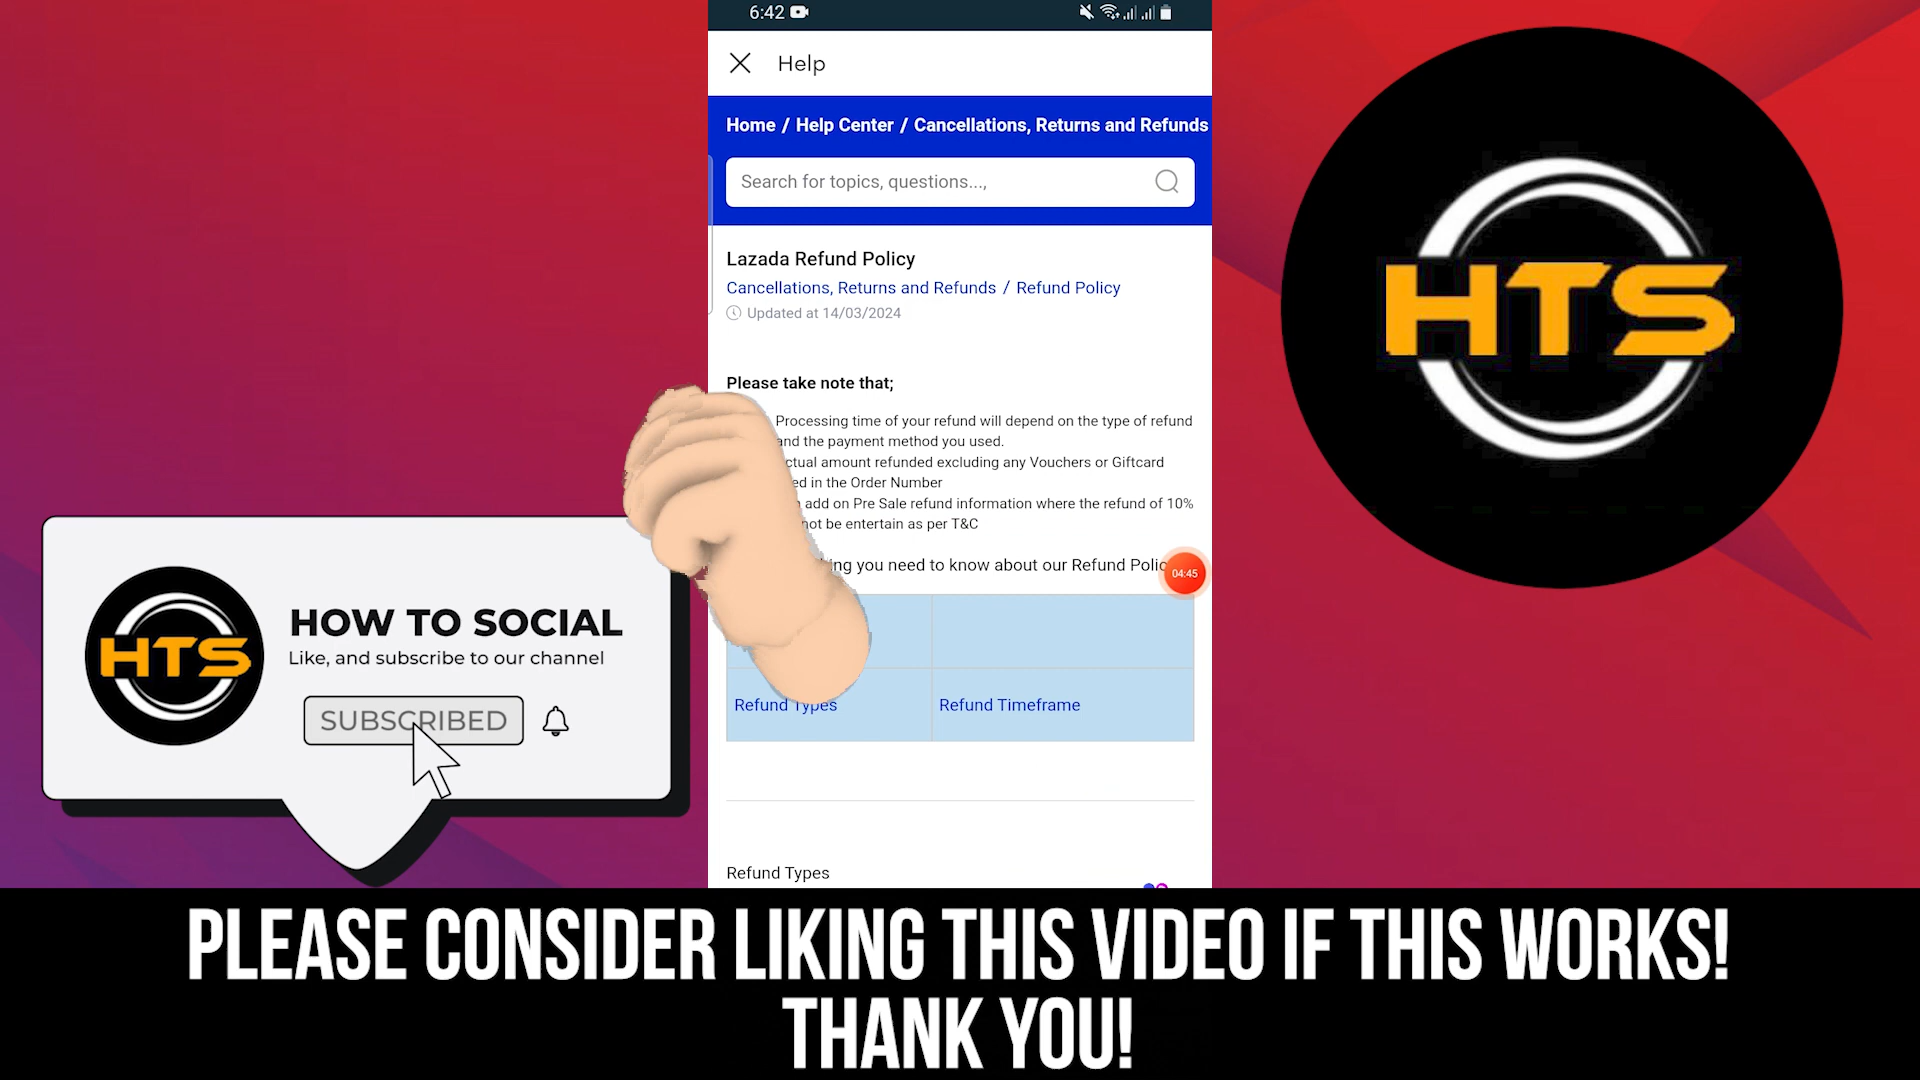 6:42
Help
Home / Help Center / Cancellations, Returns and Refunds
Search for topics, questions...,
Lazada Refund Policy
Cancellations, Returns and Refunds / Refund Policy
Updated at 14/03/2024
Please take note that;
Processing time of your refund will depend on the type of refund
and the payment method you used.
ctual amount refunded excluding any Vouchers or Giftcard
ed in the Order Number
add on Pre Sale refund information where the refund of 10%
not be entertain as per T&C
ing you need to know about our Refund Polic
04:45
Refund Types
Refund Timeframe
Refund Types
HTS
HTS
HOW TO SOCIAL
Like, and subscribe to our channel
SUBSCRIBED
PLEASE CONSIDER LIKING THIS VIDEO IF THIS WORKS!
THANK YOU!